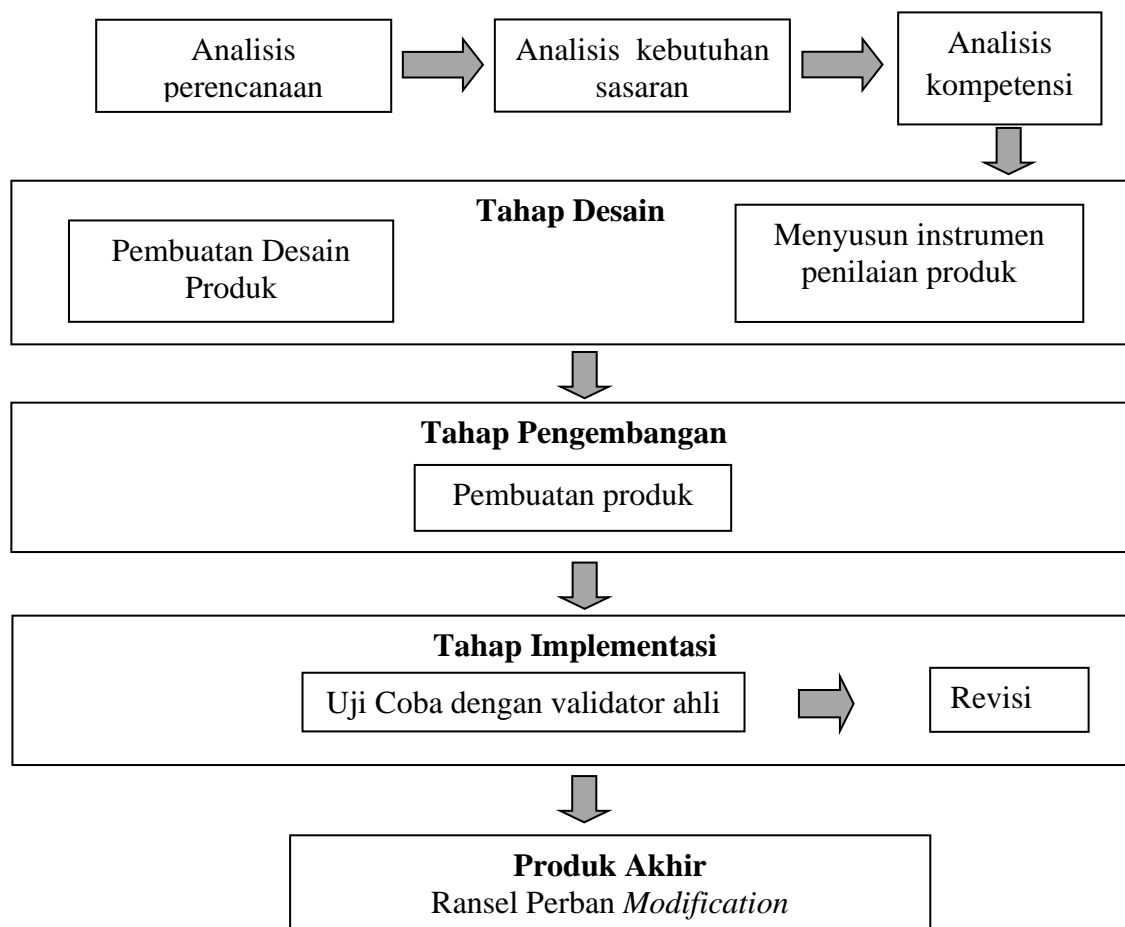 Analisis
perencanaan
Analisis kebutuhan
sasaran
Analisis
kompetensi
Tahap Desain
Pembuatan Desain
Produk
Menyusun instrumen
penilaian produk
Tahap Pengembangan
Pembuatan produk
Tahap Implementasi
Uji Coba dengan validator ahli
Revisi
Produk Akhir
Ransel Perban Modification